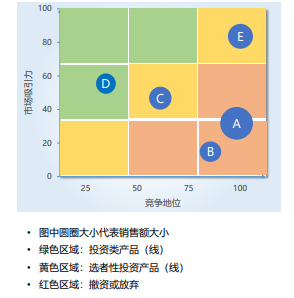 100
80
60
40
20
0
市场吸引力
E
D
C
A
B
25
50
75
100
竞争地位
• 图中圆圈大小代表销售额大小
• 绿色区域：投资类产品（线）
• 黄色区域：选者性投资产品（线）
• 红色区域：撤资或放弃